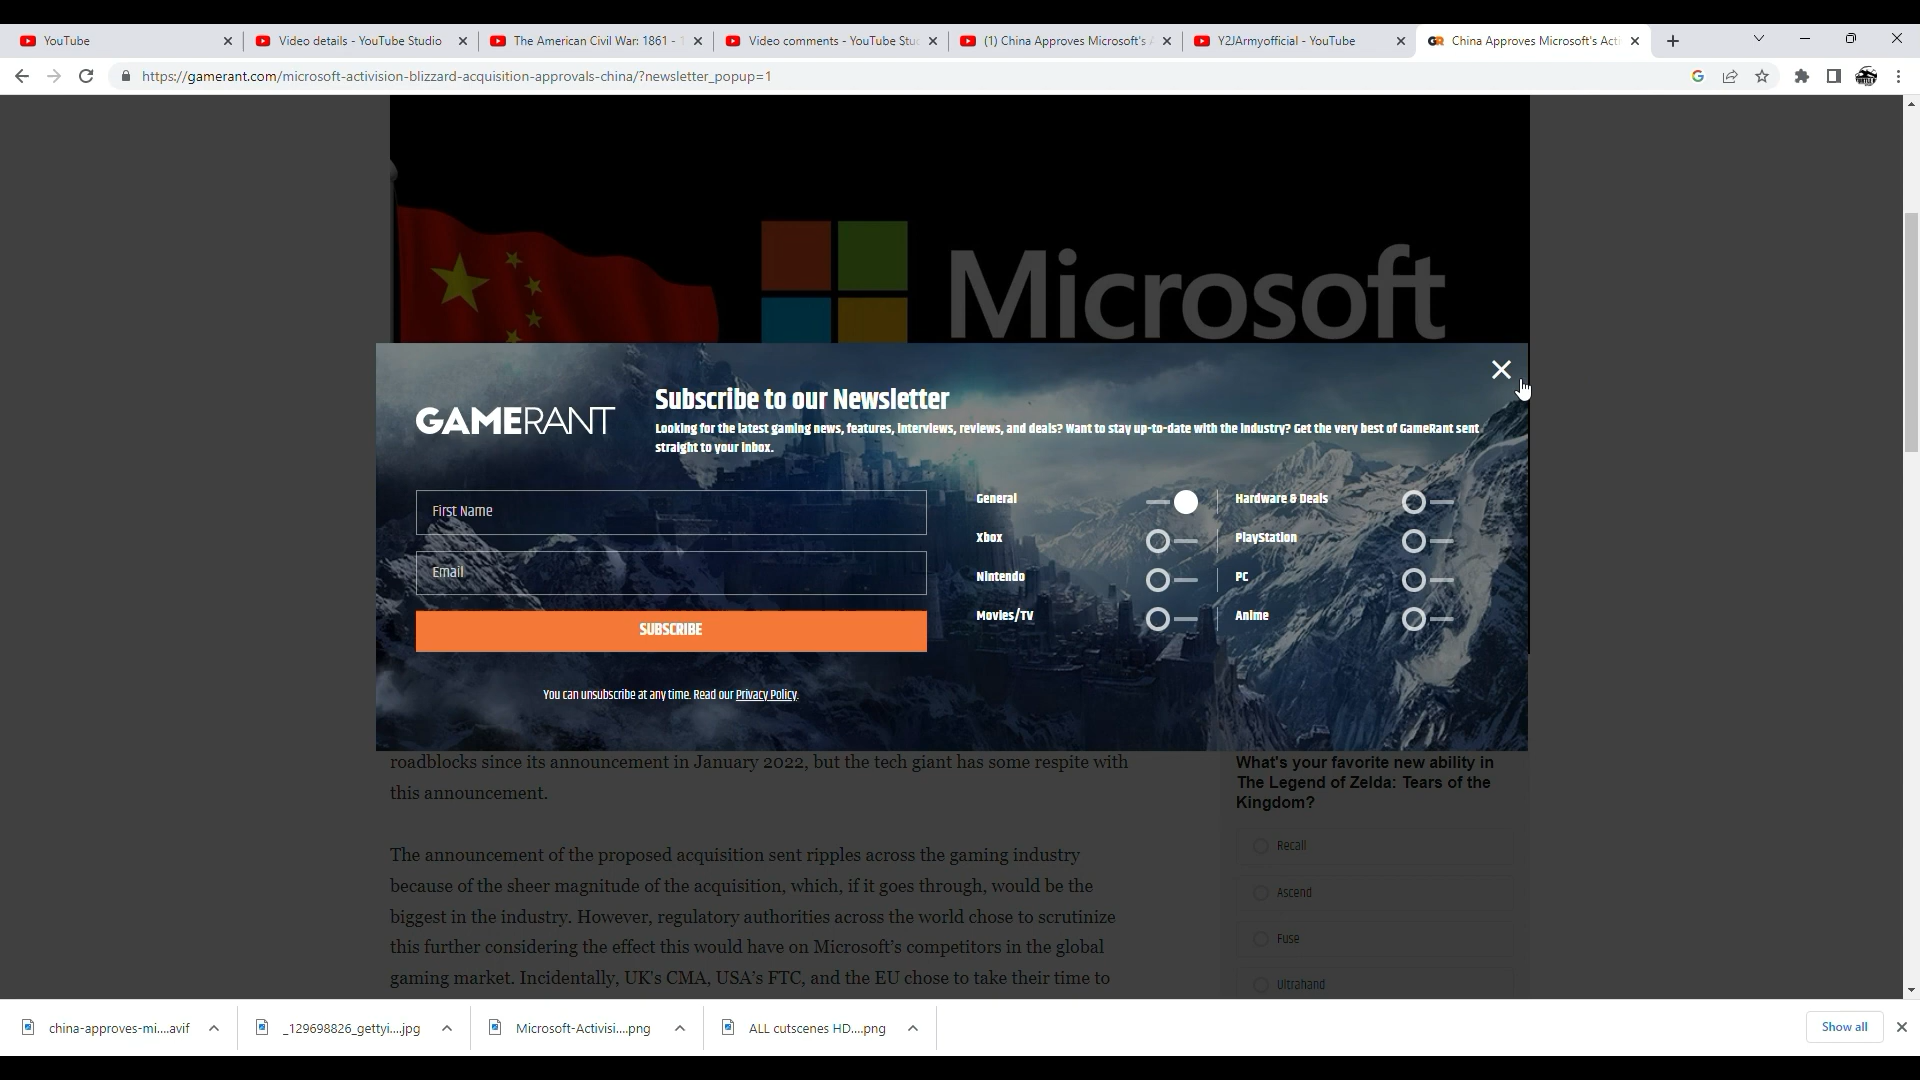 YouTube
Video details - YouTube Studio
The American Civil War: 1861 -
Video comments - YouTube Stu
(1) China Approves Microsoft's A
Y2JArmyofficial - YouTube
China Approves Microsoft's Acti
https://gamerant.com/microsoft-activision-blizzard-acquisition-approvals-china/?newsletter_popup=1
Microsoft
GAMERANT
Subscribe to our Newsletter
Looking for the latest gaming news, features, interviews, reviews, and deals? Want to stay up-to-date with the industry? Get the very best of GameRant sent
straight to your inbox.
First Name
Email
SUBSCRIBE
You can unsubscribe at any time. Read our Privacy Policy.
General
Hardware & Deals
Xbox
PlayStation
Nintendo
PC
Movies/TV
Anime
roadblocks since its announcement in January 2022, but the tech giant has some respite with
this announcement.
The announcement of the proposed acquisition sent ripples across the gaming industry
because of the sheer magnitude of the acquisition, which, if it goes through, would be the
biggest in the industry. However, regulatory authorities across the world chose to scrutinize
this further considering the effect this would have on Microsoft's competitors in the global
gaming market. Incidentally, UK's CMA, USA's FTC, and the EU chose to take their time to
What's your favorite new ability in
The Legend of Zelda: Tears of the
Kingdom?
Recall
Ascend
Fuse
Ultrahand
china-approves-mi....avif
_129698826_gettyi....jpg
Microsoft-Activisi....png
ALL cutscenes HD....png
Show all